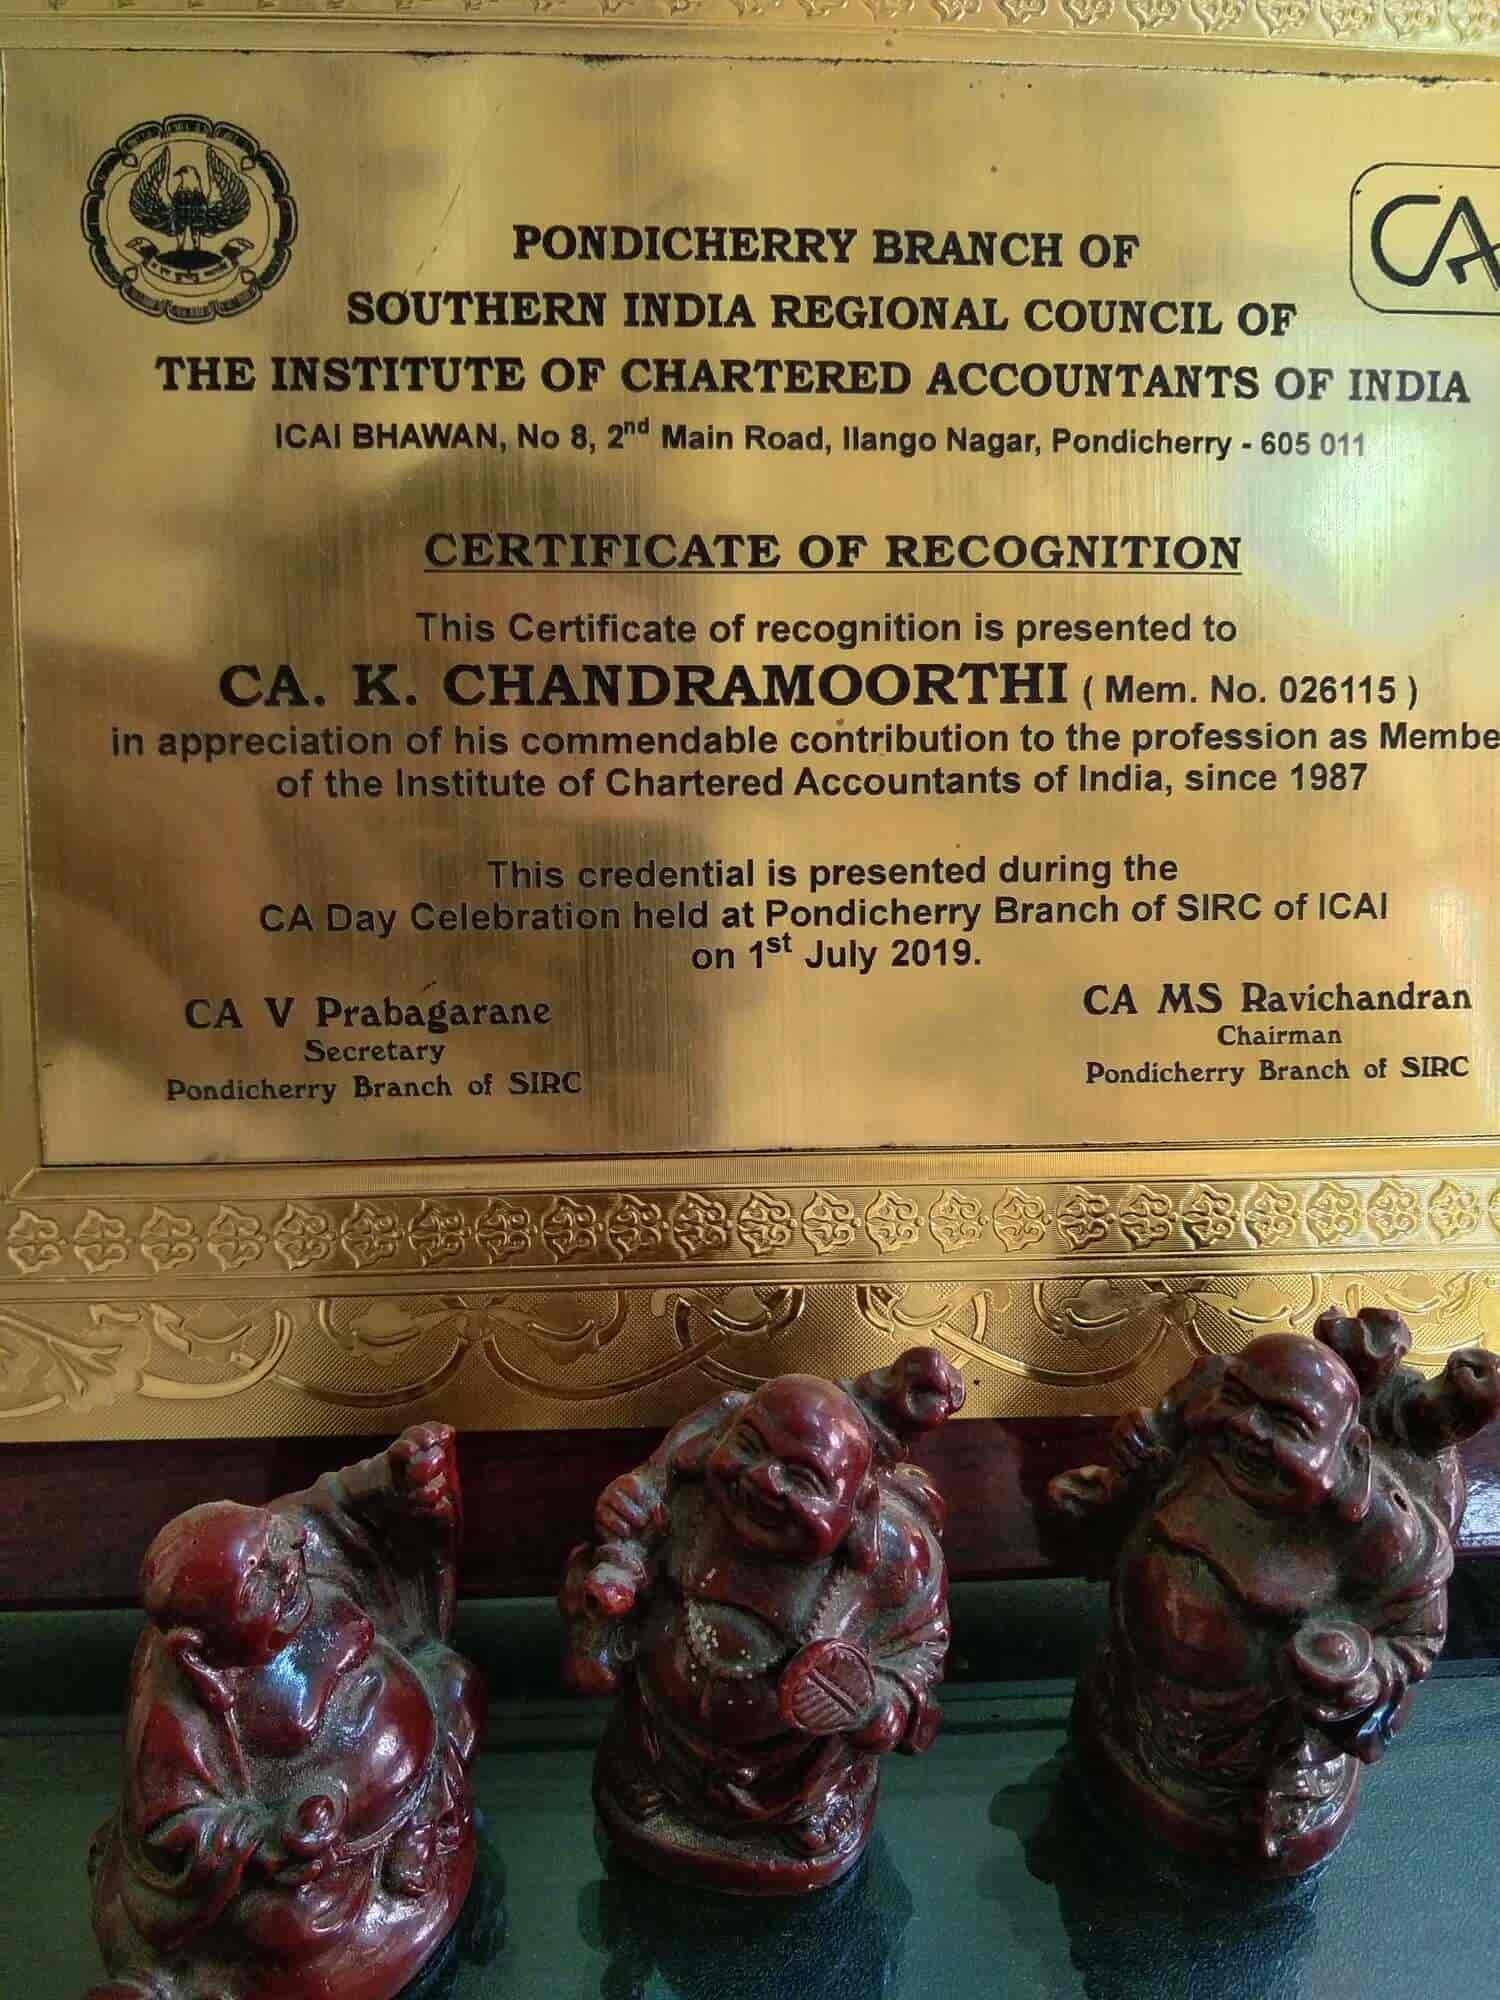 CA
PONDICHERRY BRANCH OF
SOUTHERN INDIA REGIONAL COUNCIL OF
THE INSTITUTE OF CHARTERED ACCOUNTANTS OF INDIA
ICAI BHAWAN, No 8, 2nd Main Road, Ilango Nagar, Pondicherry - 605 011
CERTIFICATE OF RECOGNITION
This Certificate of recognition is presented to
CA. K. CHANDRAMOORTHI ( Mem. No. 026115 )
in appreciation of his commendable contribution to the profession as Membe
of the Institute of Chartered Accountants of India, since 1987
This credential is presented during the
CA Day Celebration held at Pondicherry Branch of SIRC of ICAI
on 1st July 2019.
CA V Prabagarane
Secretary
Pondicherry Branch of SIRC
CA MS Ravichandran
Chairman
Pondicherry Branch of SIRC